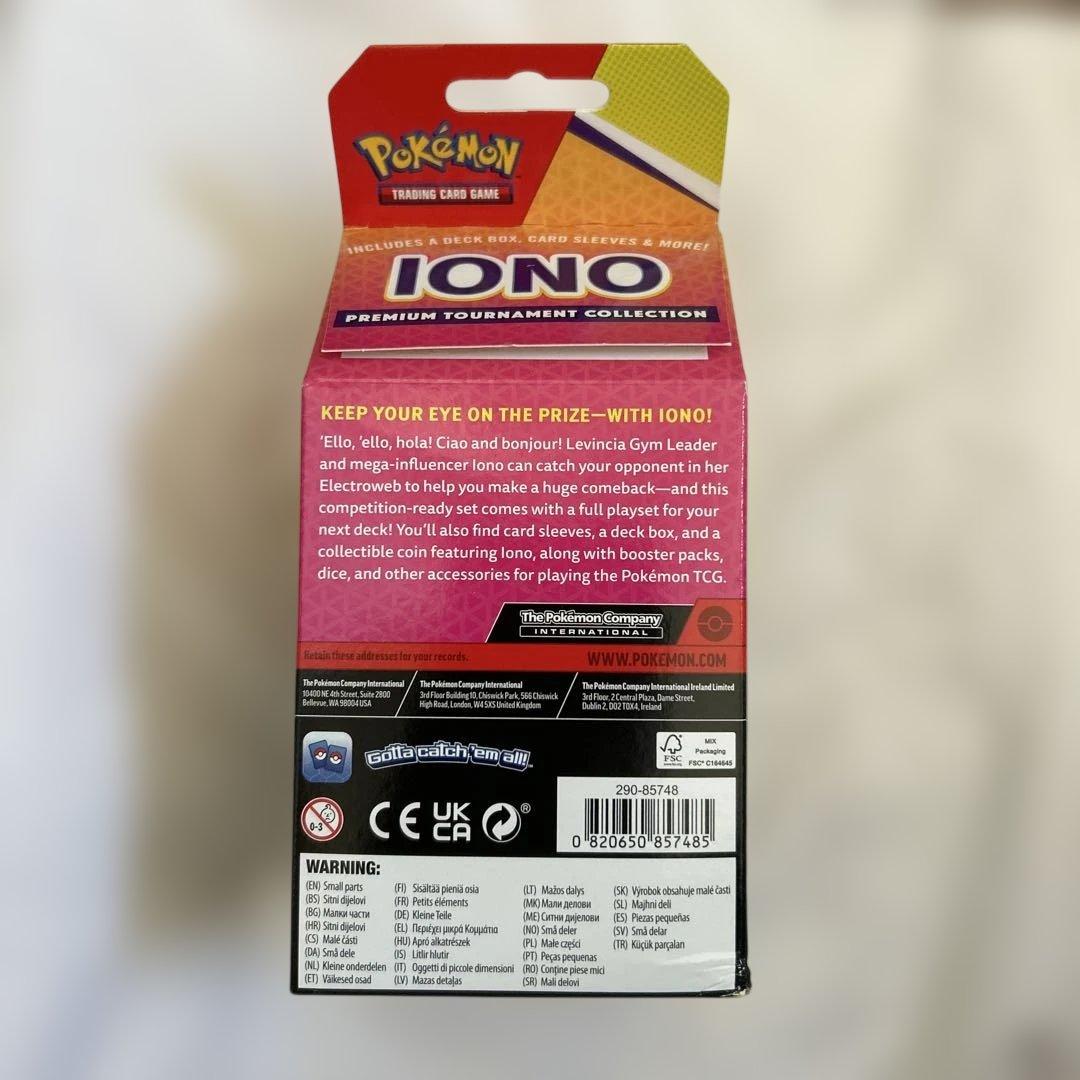 POKéMON
TRADING CARD GAME
INCLUDES A DECK BOX, CARD SLEEVES & MORE!
IONO
PREMIUM TOURNAMENT COLLECTION
KEEP YOUR EYE ON THE PRIZE—WITH IONO!
'Ello, 'ello, hola! Ciao and bonjour! Levincia Gym Leader
and mega-influencer Iono can catch your opponent in her
Electroweb to help you make a huge comeback—and this
competition-ready set comes with a full playset for your
next deck! You'll also find card sleeves, a deck box, and a
collectible coin featuring Iono, along with booster packs,
dice, and other accessories for playing the Pokémon TCG.
The Pokémon Company
INTERNATIONAL
Retain these addresses for your records.
WWW.POKEMON.COM
The Pokémon Company International
10400 NE 4th Street, Suite 2800
Bellevue, WA 98004 USA
The Pokémon Company International
3rd Floor Building 10, Chiswick Park, 566 Chiswick
High Road, London, W4 5XS United Kingdom
The Pokémon Company International Ireland Limited
3rd Floor, 2 Central Plaza, Dame Street,
Dublin 2, D02 T0X4, Ireland
Gotta catch 'em all!™
FSC
www.fsc.org
MIX
Packaging
FSC® C164645
0-3
CE
UK
CA
®
290-85748
0 820650 857485
WARNING:
(EN) Small parts
(BS) Sitni dijelovi
(BG) Малки части
(HR) Sitni dijelovi
(CS) Malé části
(DA) Små dele
(NL) Kleine onderdelen
(ET) Väikesed osad
(FI) Sisältää pieniä osia
(FR) Petits éléments
(DE) Kleine Teile
(EL) Περιέχει μικρά Κομμάτια
(HU) Apró alkatrészek
(IS) Litlir hlutir
(IT) Oggetti di piccole dimensioni
(LV) Mazas detaļas
(LT) Mažos dalys
(MK) Мали делови
(ME) Ситни дијелови
(NO) Små deler
(PL) Małe części
(PT) Peças pequenas
(RO) Conține piese mici
(SR) Mali delovi
(SK) Výrobok obsahuje malé časti
(SL) Majhni deli
(ES) Piezas pequeñas
(SV) Små delar
(TR) Küçük parçalan